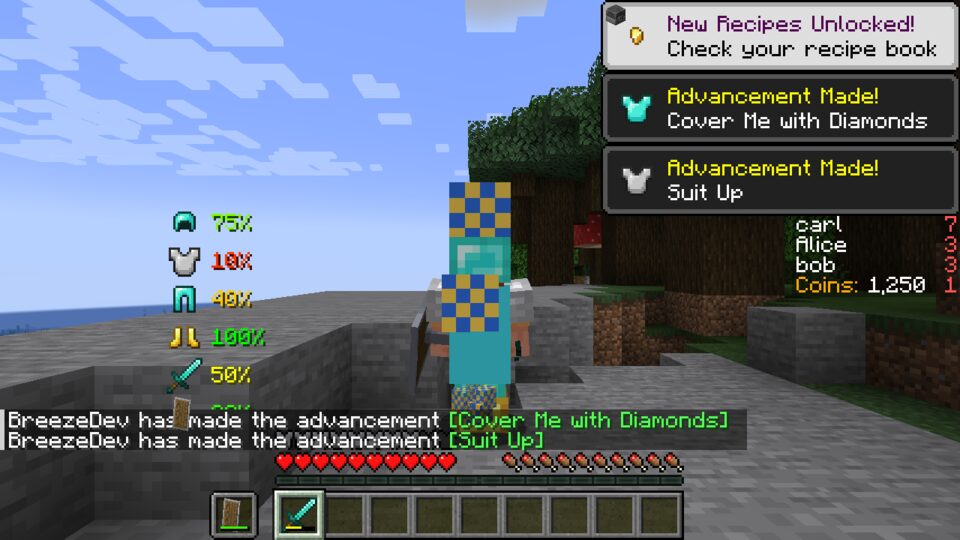 New Recipes Unlocked!
Check your recipe book
Advancement Made!
Cover Me with Diamonds
Advancement Made!
Suit Up
carl 7
Alice 3
bob 3
Coins: 1,250 1
75%
10%
40%
100%
50%
BreezeDev has made the advancement [Cover Me with Diamonds]
BreezeDev has made the advancement [Suit Up]